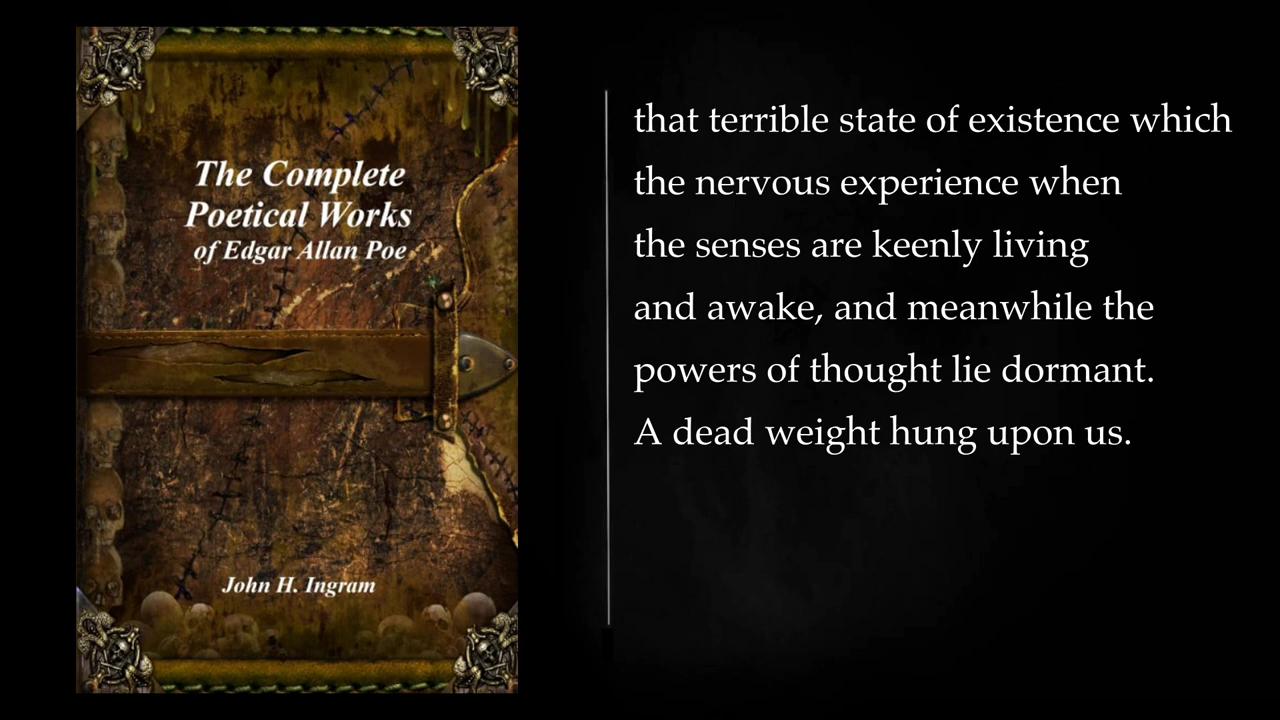 The Complete
Poetical Works
of Edgar Allan Poe
John H. Ingram
that terrible state of existence which
the nervous experience when
the senses are keenly living
and awake, and meanwhile the
powers of thought lie dormant.
A dead weight hung upon us.